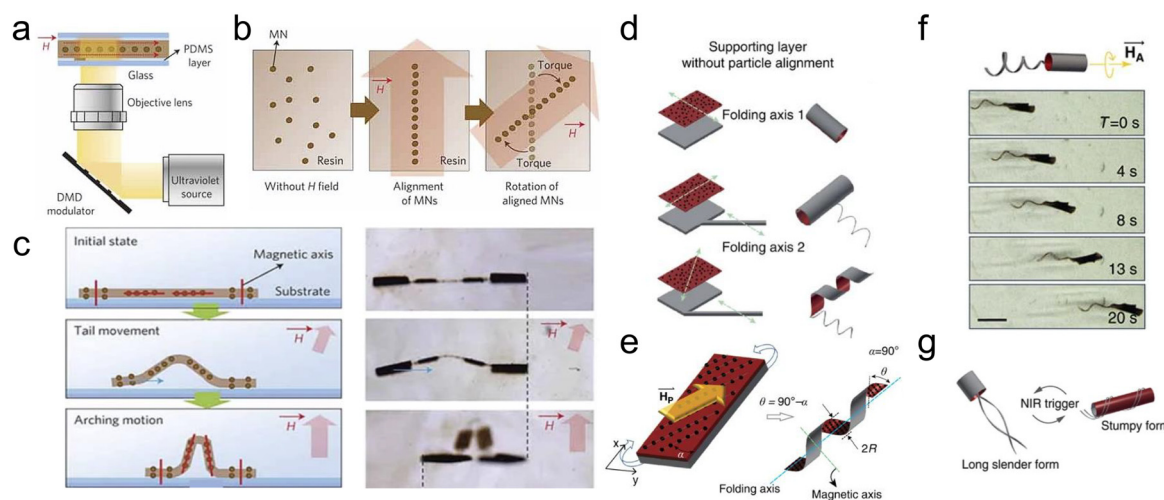 a
H
PDMS
layer
Glass
Objective lens
Ultraviolet
source
DMD
modulator
b
MN
H
Torque
H
Torque
Resin
Resin
Without H field
Alignment
of MNs
Rotation of
aligned MNs
c
Initial state
Magnetic axis
Substrate
Tail movement
H
H
Arching motion
H
H
d
Supporting layer
without particle alignment
Folding axis 1
Folding axis 2
e
H_P
α
x
y
θ = 90°–α
α=90°
θ
2R
Folding axis
Magnetic axis
f
H_A
T=0 s
4 s
8 s
13 s
20 s
g
NIR trigger
Long slender form
Stumpy form